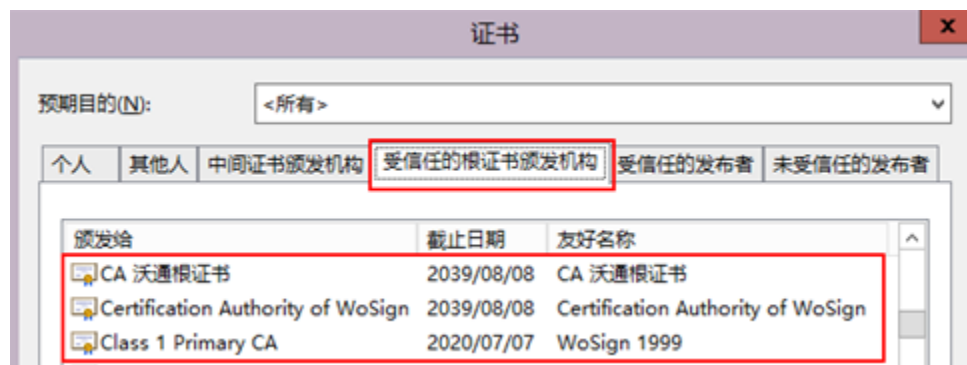 证书
预期目的(N): <所有>
个人 其他人 中间证书颁发机构 受信任的根证书颁发机构 受信任的发布者 未受信任的发布者
颁发给 截止日期 友好名称
CA 沃通根证书 2039/08/08 CA 沃通根证书
Certification Authority of WoSign 2039/08/08 Certification Authority of WoSign
Class 1 Primary CA 2020/07/07 WoSign 1999